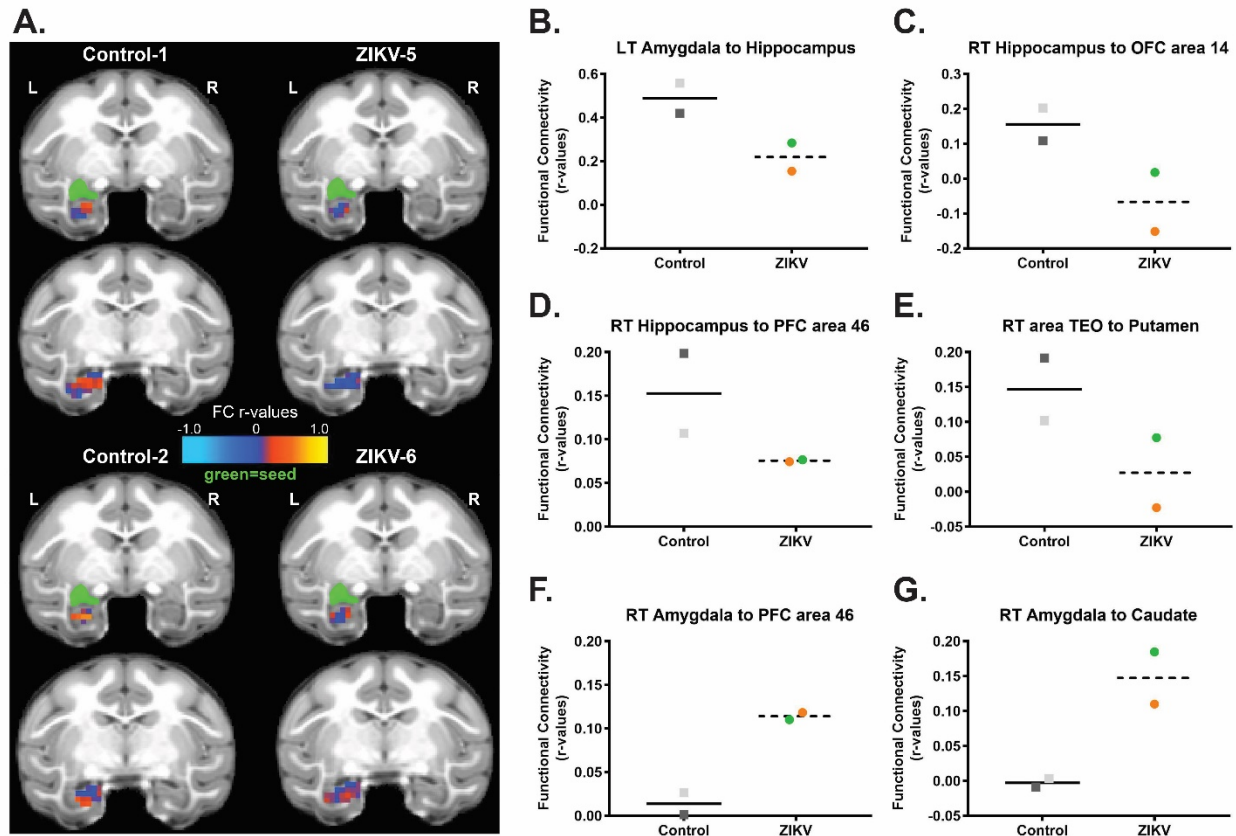 A.
Control-1
ZIKV-5
L
R
L
R
FC r-values
-1.0
0
1.0
green=seed
Control-2
ZIKV-6
L
R
L
R
B.
LT Amygdala to Hippocampus
Functional Connectivity
(r-values)
0.6
0.4
0.2
0.0
-0.2
Control
ZIKV
C.
RT Hippocampus to OFC area 14
Functional Connectivity
(r-values)
0.3
0.2
0.1
0.0
-0.1
-0.2
Control
ZIKV
D.
RT Hippocampus to PFC area 46
Functional Connectivity
(r-values)
0.20
0.15
0.10
0.05
0.00
Control
ZIKV
E.
RT area TEO to Putamen
Functional Connectivity
(r-values)
0.20
0.15
0.10
0.05
0.00
-0.05
Control
ZIKV
F.
RT Amygdala to PFC area 46
Functional Connectivity
(r-values)
0.20
0.15
0.10
0.05
0.00
Control
ZIKV
G.
RT Amygdala to Caudate
Functional Connectivity
(r-values)
0.20
0.15
0.10
0.05
0.00
-0.05
Control
ZIKV